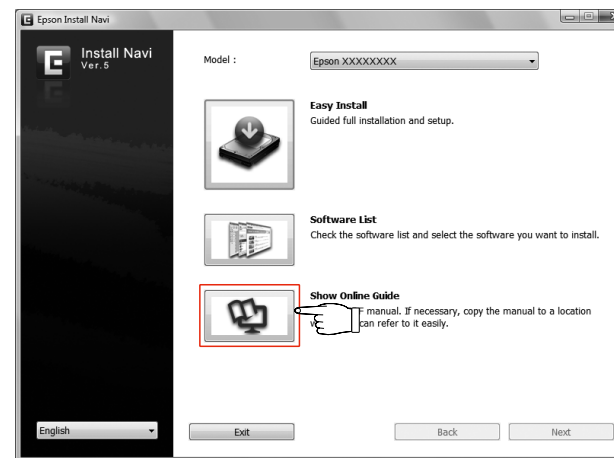 Epson Install Navi
Install Navi
Ver.5
Model :
Epson XXXXXXXX
Easy Install
Guided full installation and setup.
Software List
Check the software list and select the software you want to install.
Show Online Guide
manual. If necessary, copy the manual to a location
can refer to it easily.
English
Exit
Back
Next